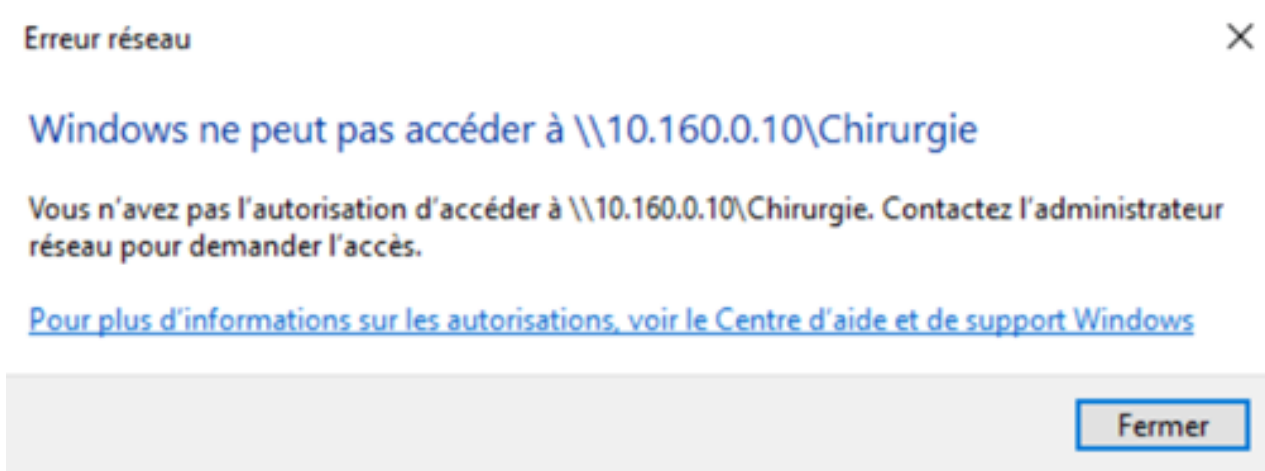 Erreur réseau
Windows ne peut pas accéder à \\10.160.0.10\Chirurgie
Vous n’avez pas l’autorisation d’accéder à \\10.160.0.10\Chirurgie. Contactez l’administrateur
réseau pour demander l’accès.
Pour plus d’informations sur les autorisations, voir le Centre d’aide et de support Windows
Fermer